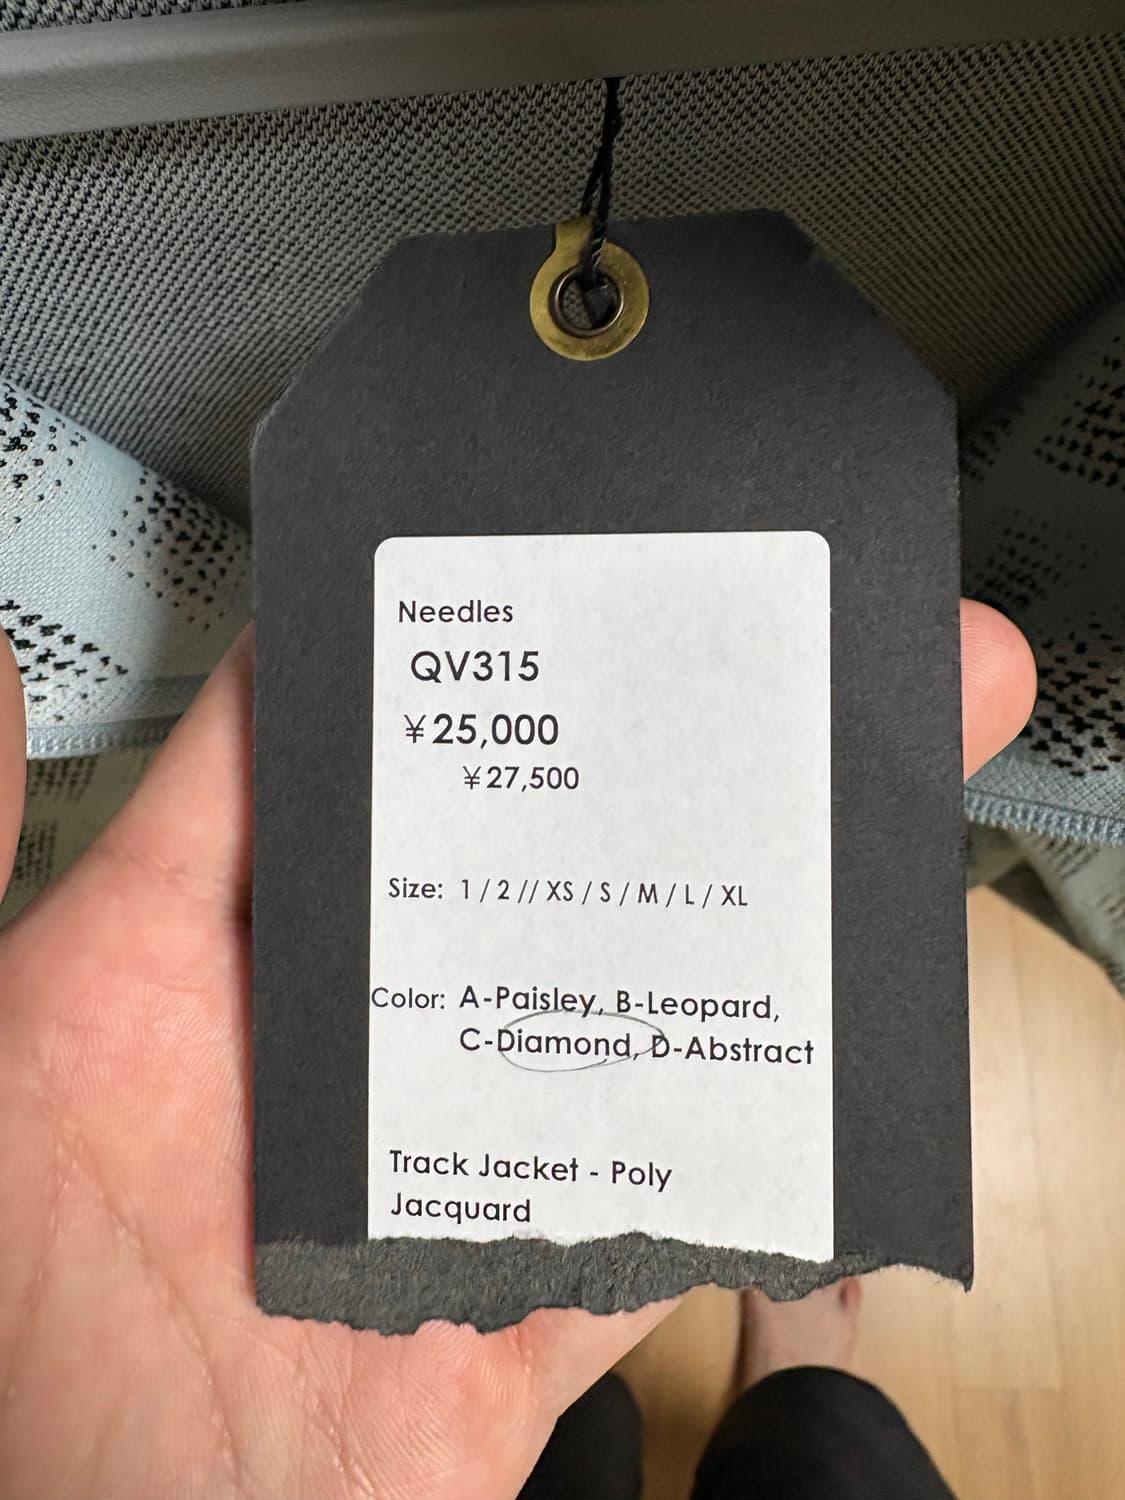 Needles
QV315
¥25,000
¥27,500
Size: 1 / 2 // XS / S / M / L / XL
Color: A-Paisley, B-Leopard,
C-Diamond, D-Abstract
Track Jacket - Poly
Jacquard